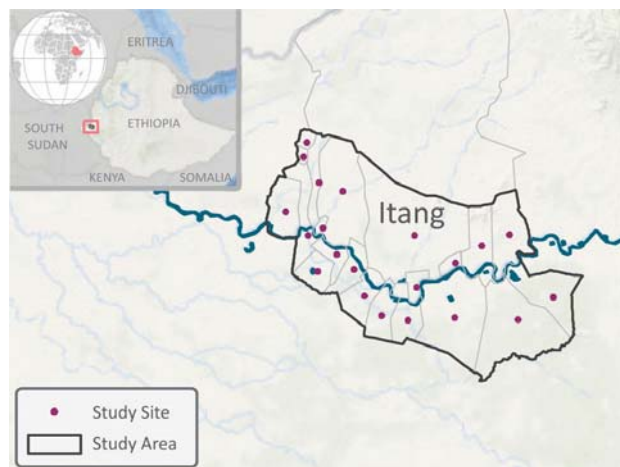 ERITREA
DJIBOUTI
SOUTH
SUDAN
ETHIOPIA
KENYA
SOMALIA
Itang
Study Site
Study Area